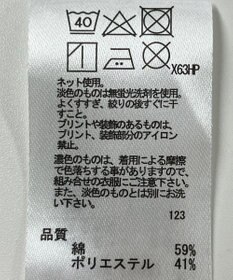 40
X63HP
ネット使用。
淡色のものは無蛍光洗剤を使用。
よくすすぎ、絞りの後すぐに干
すこと。
プリントや装飾のあるものは、
プリント、装飾部分のアイロン
禁止。
濃色のものは、着用による摩擦
で色落ちする事がありますので、
組み合せの衣服にご注意下さい。
また、淡色のものとは別にお洗
い下さい。
123
品質
綿 59%
ポリエステル 41%